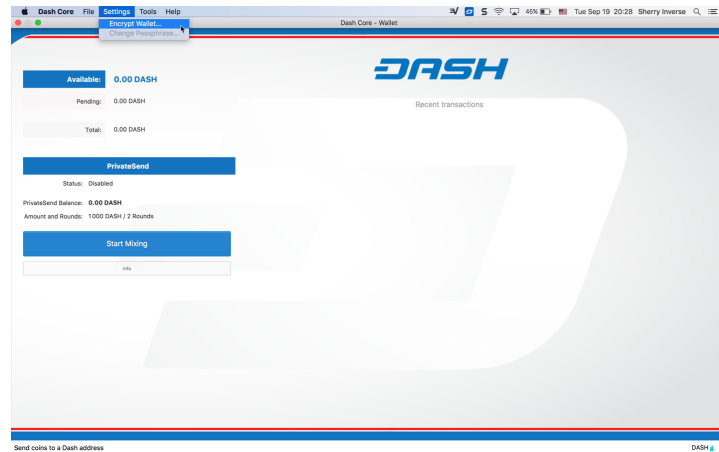 Dash Core File Settings Tools Help 45% Tue Sep 19 20:28 Sherry Inverse
Encrypt Wallet...
Change Passphrase...
Dash Core - Wallet
DASH
Available: 0.00 DASH
Pending: 0.00 DASH
Total: 0.00 DASH
Recent transactions
PrivateSend
Status: Disabled
PrivateSend Balance: 0.00 DASH
Amount and Rounds: 1000 DASH / 2 Rounds
Start Mixing
Info
Send coins to a Dash address
DASH